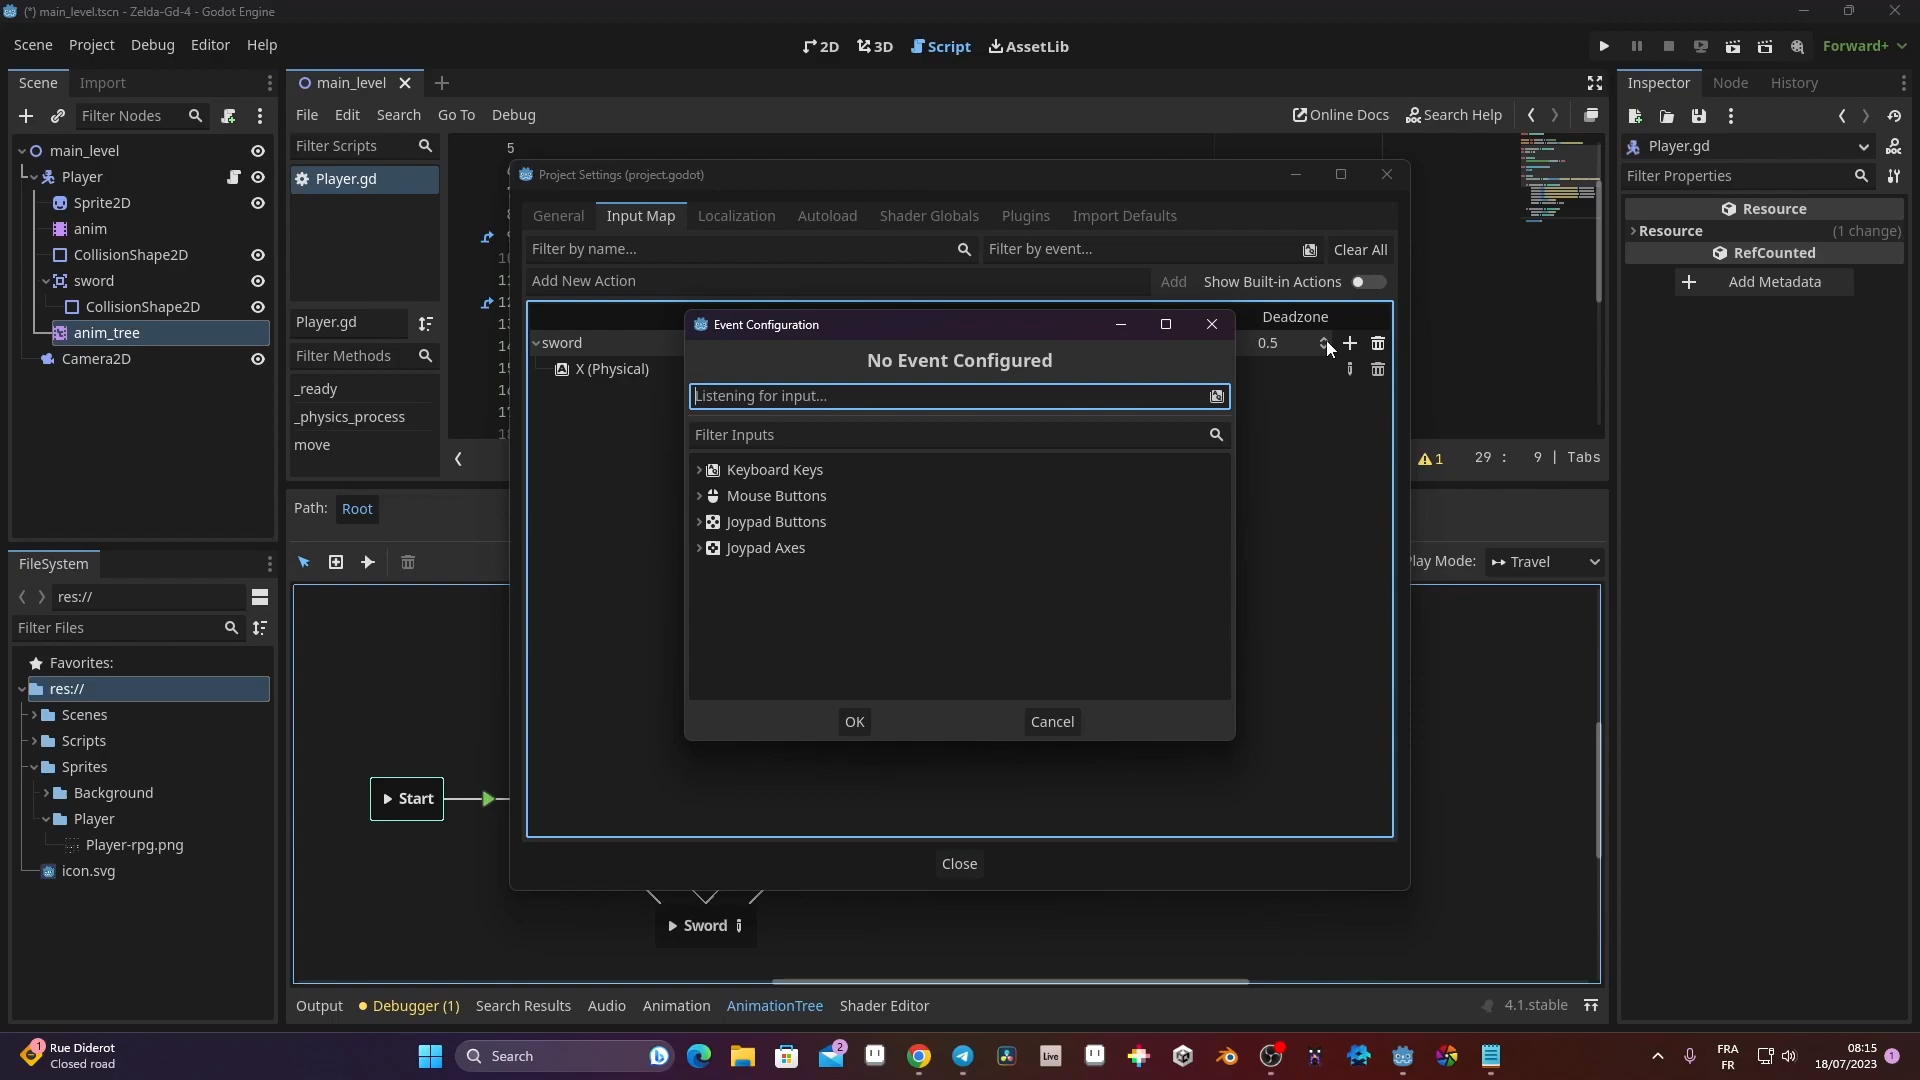 (*) main_level.tscn - Zelda-Gd-4 - Godot Engine
Scene Project Debug Editor Help
2D 3D Script AssetLib
Forward+
Scene Import
Filter Nodes
main_level
Player
Sprite2D
anim
CollisionShape2D
sword
CollisionShape2D
anim_tree
Camera2D
FileSystem
res://
Filter Files
Favorites:
res://
Scenes
Scripts
Sprites
Background
Player
Player-rpg.png
icon.svg
main_level
File Edit Search Go To Debug
Online Docs Search Help
Filter Scripts
Player.gd
Player.gd
Filter Methods
_ready
_physics_process
move
5
1 29 : 9 | Tabs
Path: Root
Play Mode: Travel
Start
Sword
Project Settings (project.godot)
General Input Map Localization Autoload Shader Globals Plugins Import Defaults
Filter by name... Filter by event... Clear All
Add New Action Add Show Built-in Actions
Deadzone
sword 0.5
X (Physical)
Close
Event Configuration
No Event Configured
Listening for input...
Filter Inputs
Keyboard Keys
Mouse Buttons
Joypad Buttons
Joypad Axes
OK Cancel
Output Debugger (1) Search Results Audio Animation AnimationTree Shader Editor
4.1.stable
Inspector Node History
Player.gd
Filter Properties
Resource
Resource (1 change)
RefCounted
Add Metadata
1
Rue Diderot
Closed road
Search
2
Live
FRA
FR
08:15
18/07/2023
1